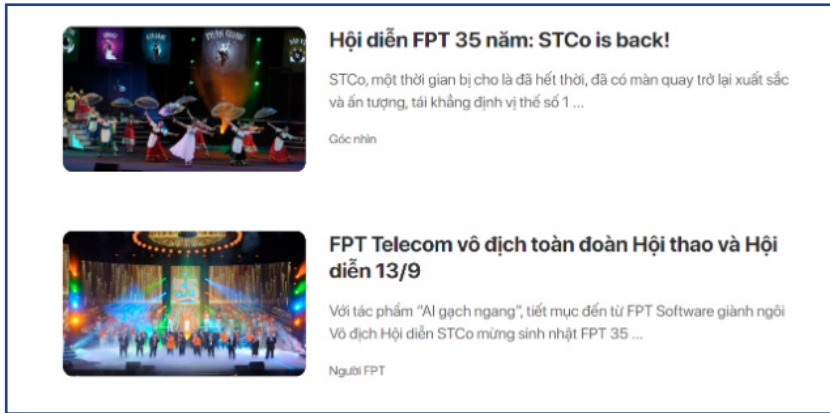 Hội diễn FPT 35 năm: STCo is back!
STCo, một thời gian bị cho là đã hết thời, đã có màn quay trở lại xuất sắc
và ấn tượng, tái khẳng định vị thế số 1 ...
Góc nhìn
FPT Telecom vô địch toàn đoàn Hội thao và Hội
diễn 13/9
Với tác phẩm “AI gạch ngang”, tiết mục đến từ FPT Software giành ngôi
Vô địch Hội diễn STCo mừng sinh nhật FPT 35 ...
Người FPT